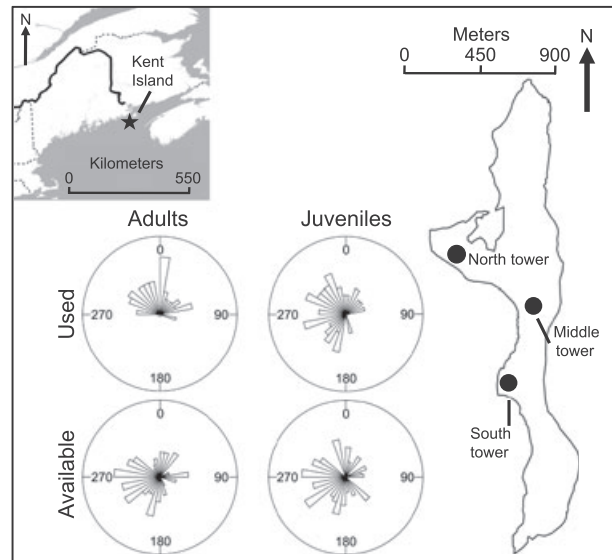 N
Kent
Island
Kilometers
0 550
Meters
0 450 900
N
North tower
Middle
tower
South
tower
Adults
Juveniles
Used
0
270 90
180
0
270 90
180
Available
0
270 90
180
0
270 90
180